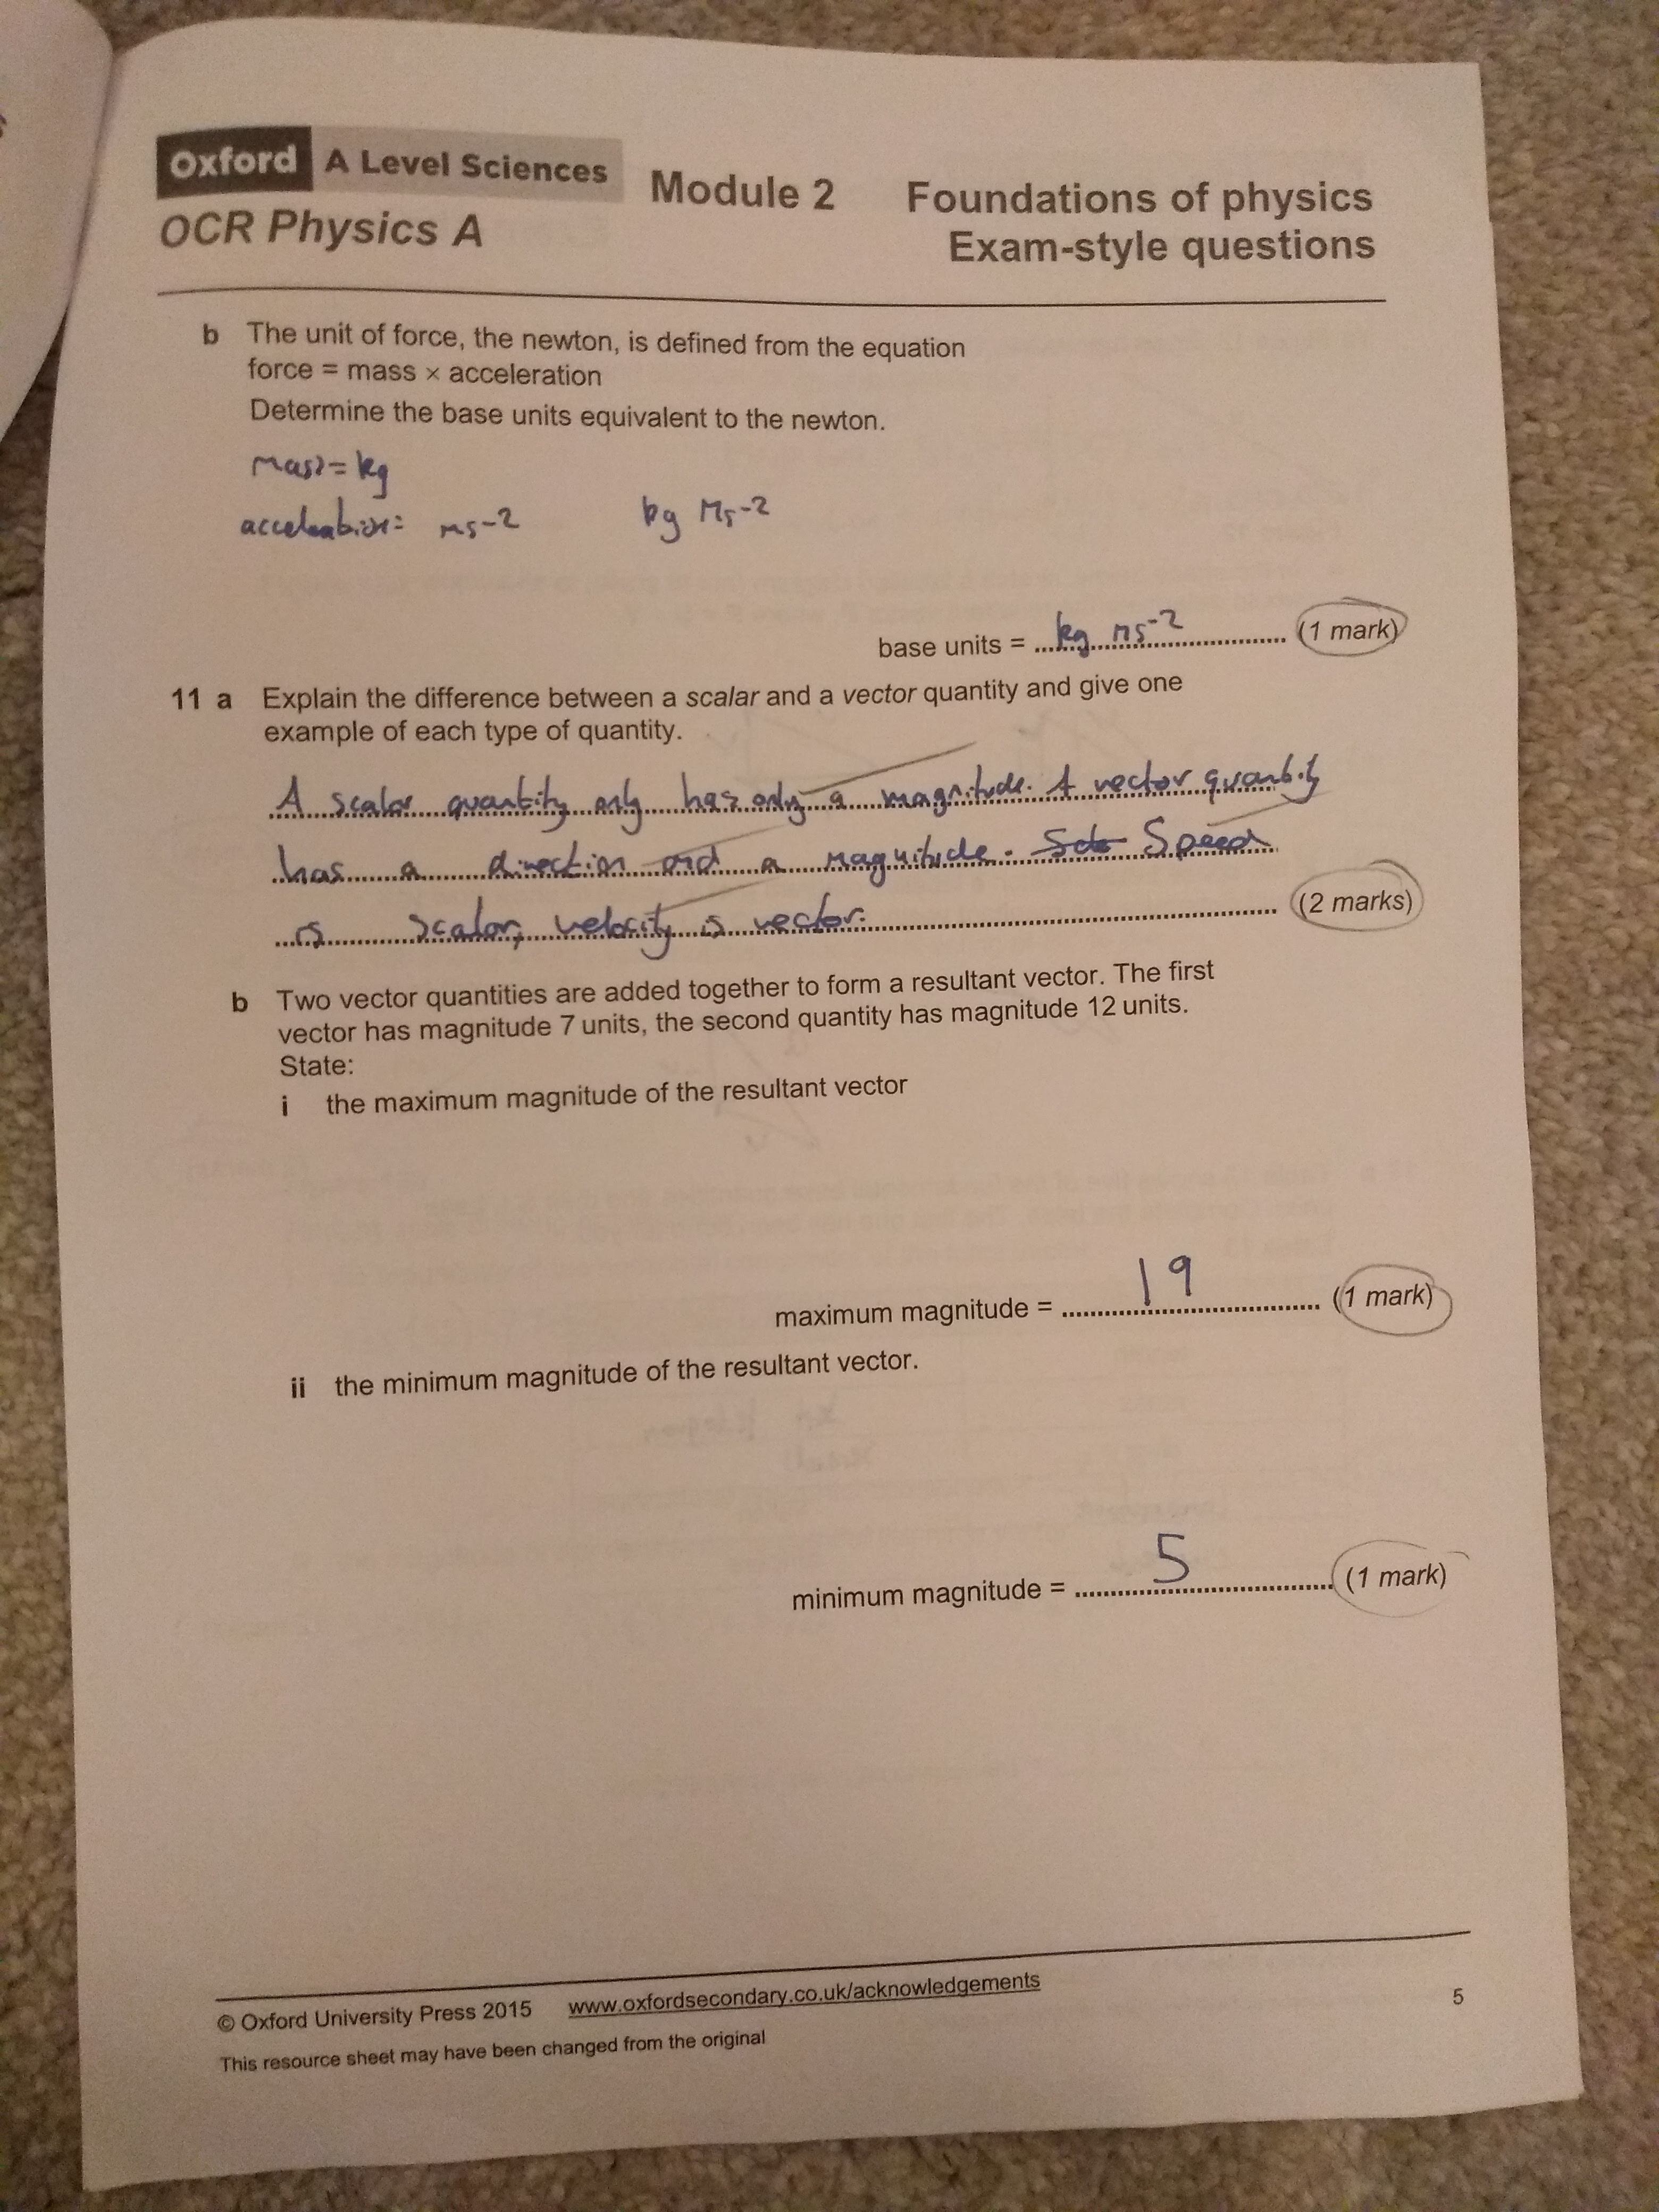 Oxford A Level Sciences
OCR Physics A
Module 2 Foundations of physics
Exam-style questions
b The unit of force, the newton, is defined from the equation
force = mass × acceleration
Determine the base units equivalent to the newton.
mass = kg
acceleration = ms-2 kg Ms-2
base units = kg ms-2 (1 mark)
11 a Explain the difference between a scalar and a vector quantity and give one
example of each type of quantity.
A scalar quantity only has only a magnitude. A vector quantity
has a direction and a magnitude. Speed
is scalar, velocity is vector. (2 marks)
b Two vector quantities are added together to form a resultant vector. The first
vector has magnitude 7 units, the second quantity has magnitude 12 units.
State:
i the maximum magnitude of the resultant vector
maximum magnitude = 19 (1 mark)
ii the minimum magnitude of the resultant vector.
minimum magnitude = 5 (1 mark)
© Oxford University Press 2015 www.oxfordsecondary.co.uk/acknowledgements
This resource sheet may have been changed from the original
5